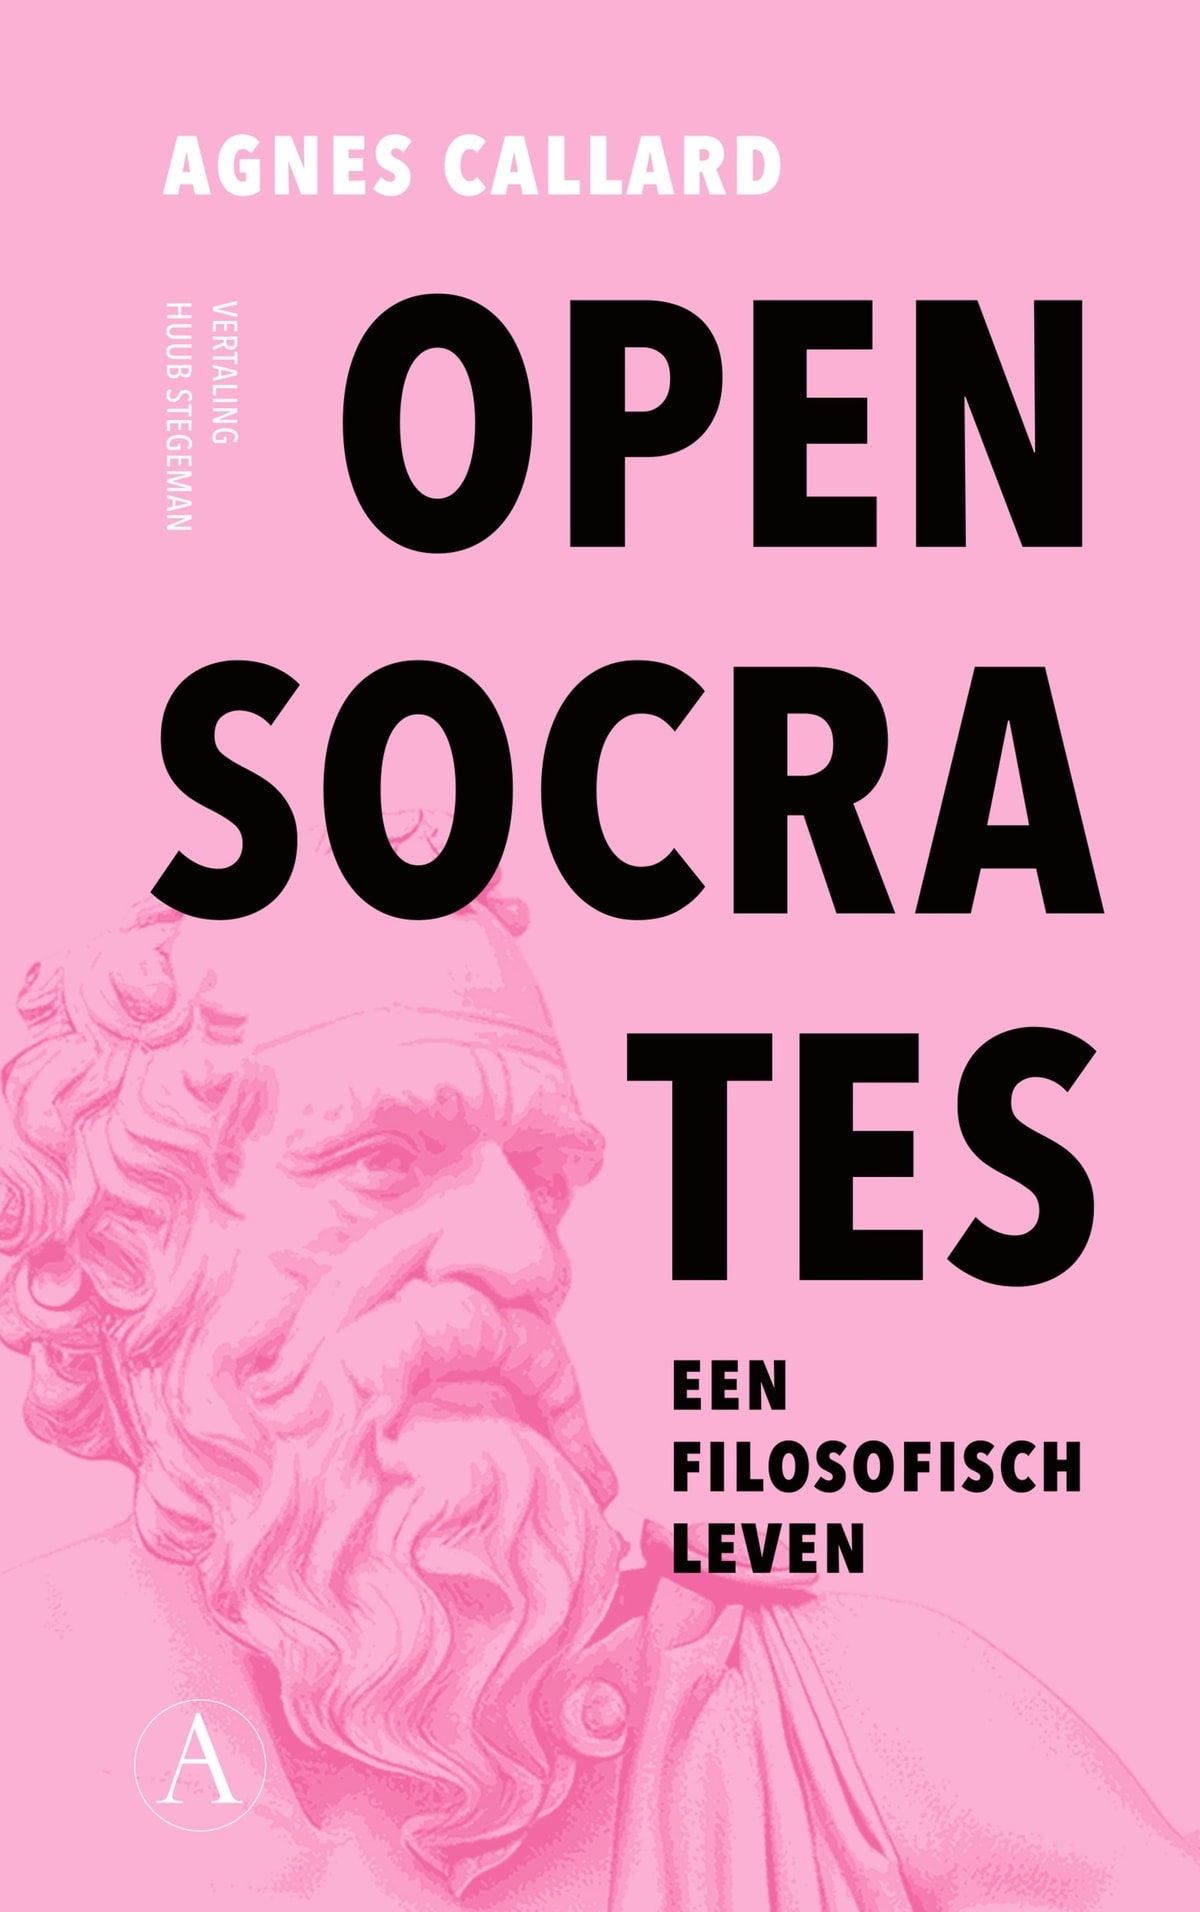 AGNES CALLARD
VERTALING
HUUB STEGEMAN
OPEN
SOCRA
TES
EEN
FILOSOFISCH
LEVEN
A